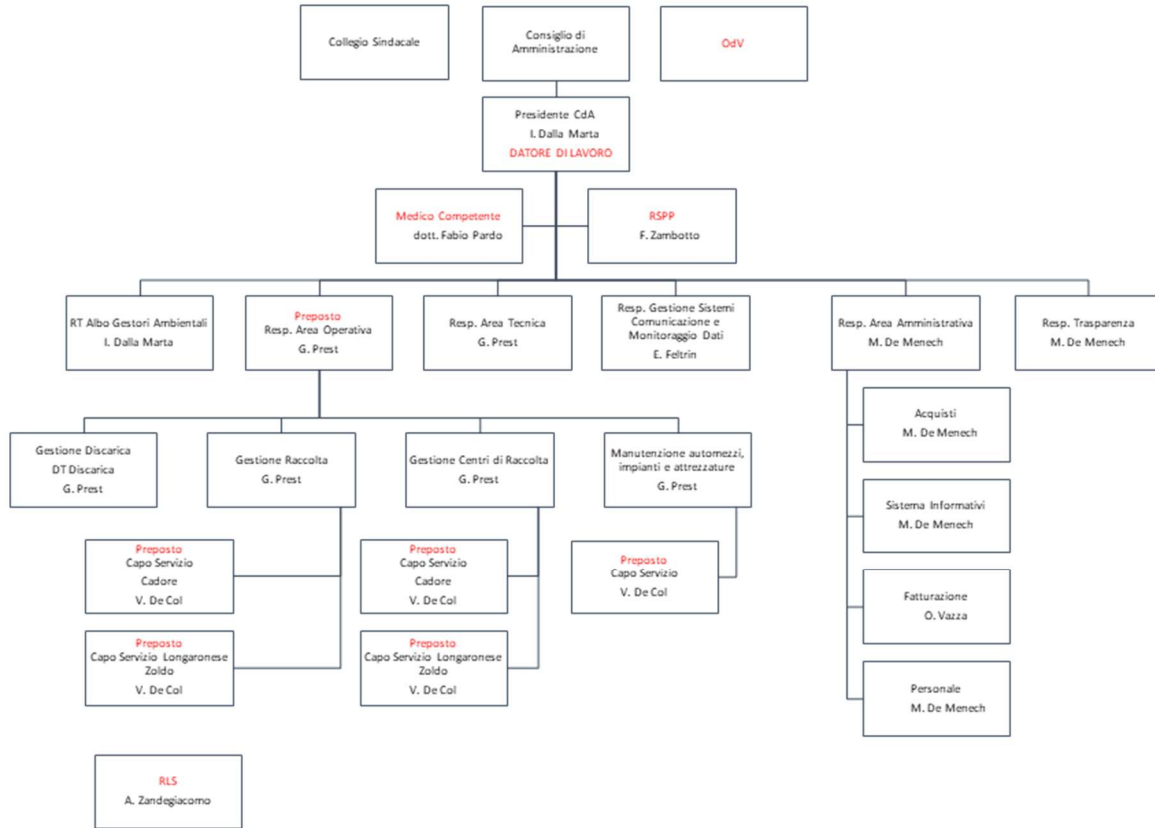 Collegio Sindacale
Consiglio di
Amministrazione
OdV
Presidente CdA
I. Dalla Marta
DATORE DI LAVORO
Medico Competente
dott. Fabio Pardo
RSPP
F. Zambotto
RT Albo Gestori Ambientali
I. Dalla Marta
Preposto
Resp. Area Operativa
G. Prest
Resp. Area Tecnica
G. Prest
Resp. Gestione Sistemi
Comunicazione e
Monitoraggio Dati
E. Feltrin
Resp. Area Amministrativa
M. De Menech
Resp. Trasparenza
M. De Menech
Gestione Discarica
DT Discarica
G. Prest
Gestione Raccolta
G. Prest
Gestione Centri di Raccolta
G. Prest
Manutenzione automezzi,
impianti e attrezzature
G. Prest
Acquisti
M. De Menech
Sistema Informativi
M. De Menech
Fatturazione
O. Vazza
Personale
M. De Menech
Preposto
Capo Servizio
Cadore
V. De Col
Preposto
Capo Servizio
Cadore
V. De Col
Preposto
Capo Servizio
V. De Col
Preposto
Capo Servizio Longaronese
Zoldo
V. De Col
Preposto
Capo Servizio Longaronese
Zoldo
V. De Col
RLS
A. Zandegiacomo